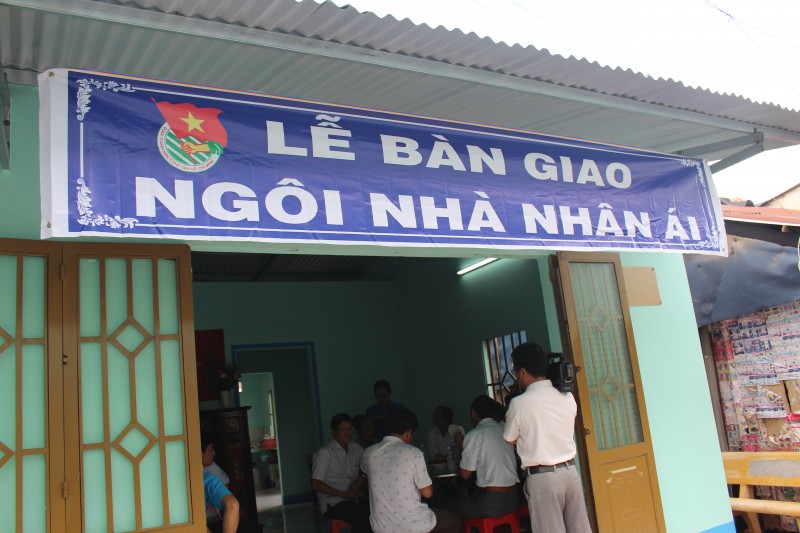 LỄ BÀN GIAO
NGÔI NHÀ NHÂN ÁI